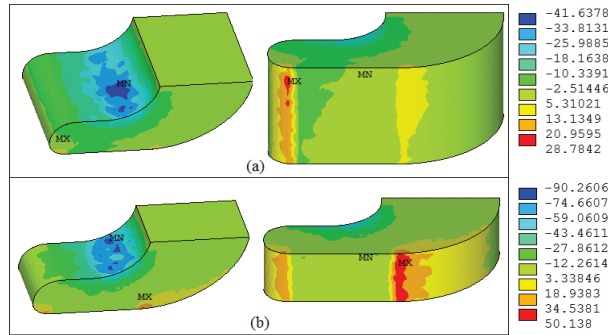 MN
MX
MX
MN
-41.6378
-33.8131
-25.9885
-18.1638
-10.3391
-2.51446
5.31021
13.1349
20.9595
28.7842
(a)
MN
MX
MN
MX
-90.2606
-74.6607
-59.0609
-43.4611
-27.8612
-12.2614
3.33846
18.9383
34.5381
50.138
(b)